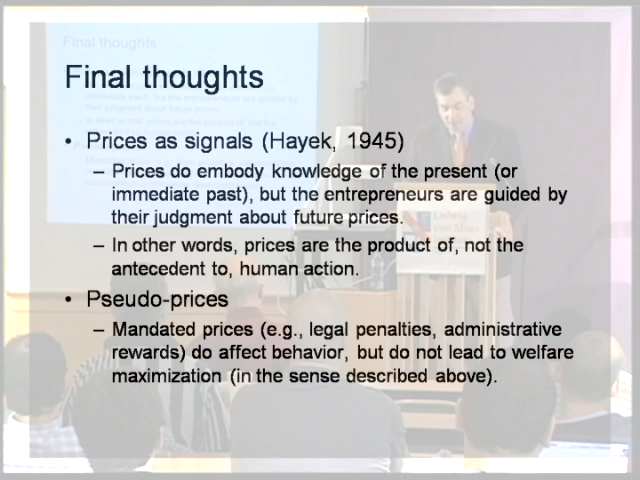 Final thoughts
Final thoughts
• Prices as signals (Hayek, 1945)
– Prices do embody knowledge of the present (or
immediate past), but the entrepreneurs are guided by
their judgment about future prices.
– In other words, prices are the product of, not the
antecedent to, human action.
• Pseudo-prices
– Mandated prices (e.g., legal penalties, administrative
rewards) do affect behavior, but do not lead to welfare
maximization (in the sense described above).